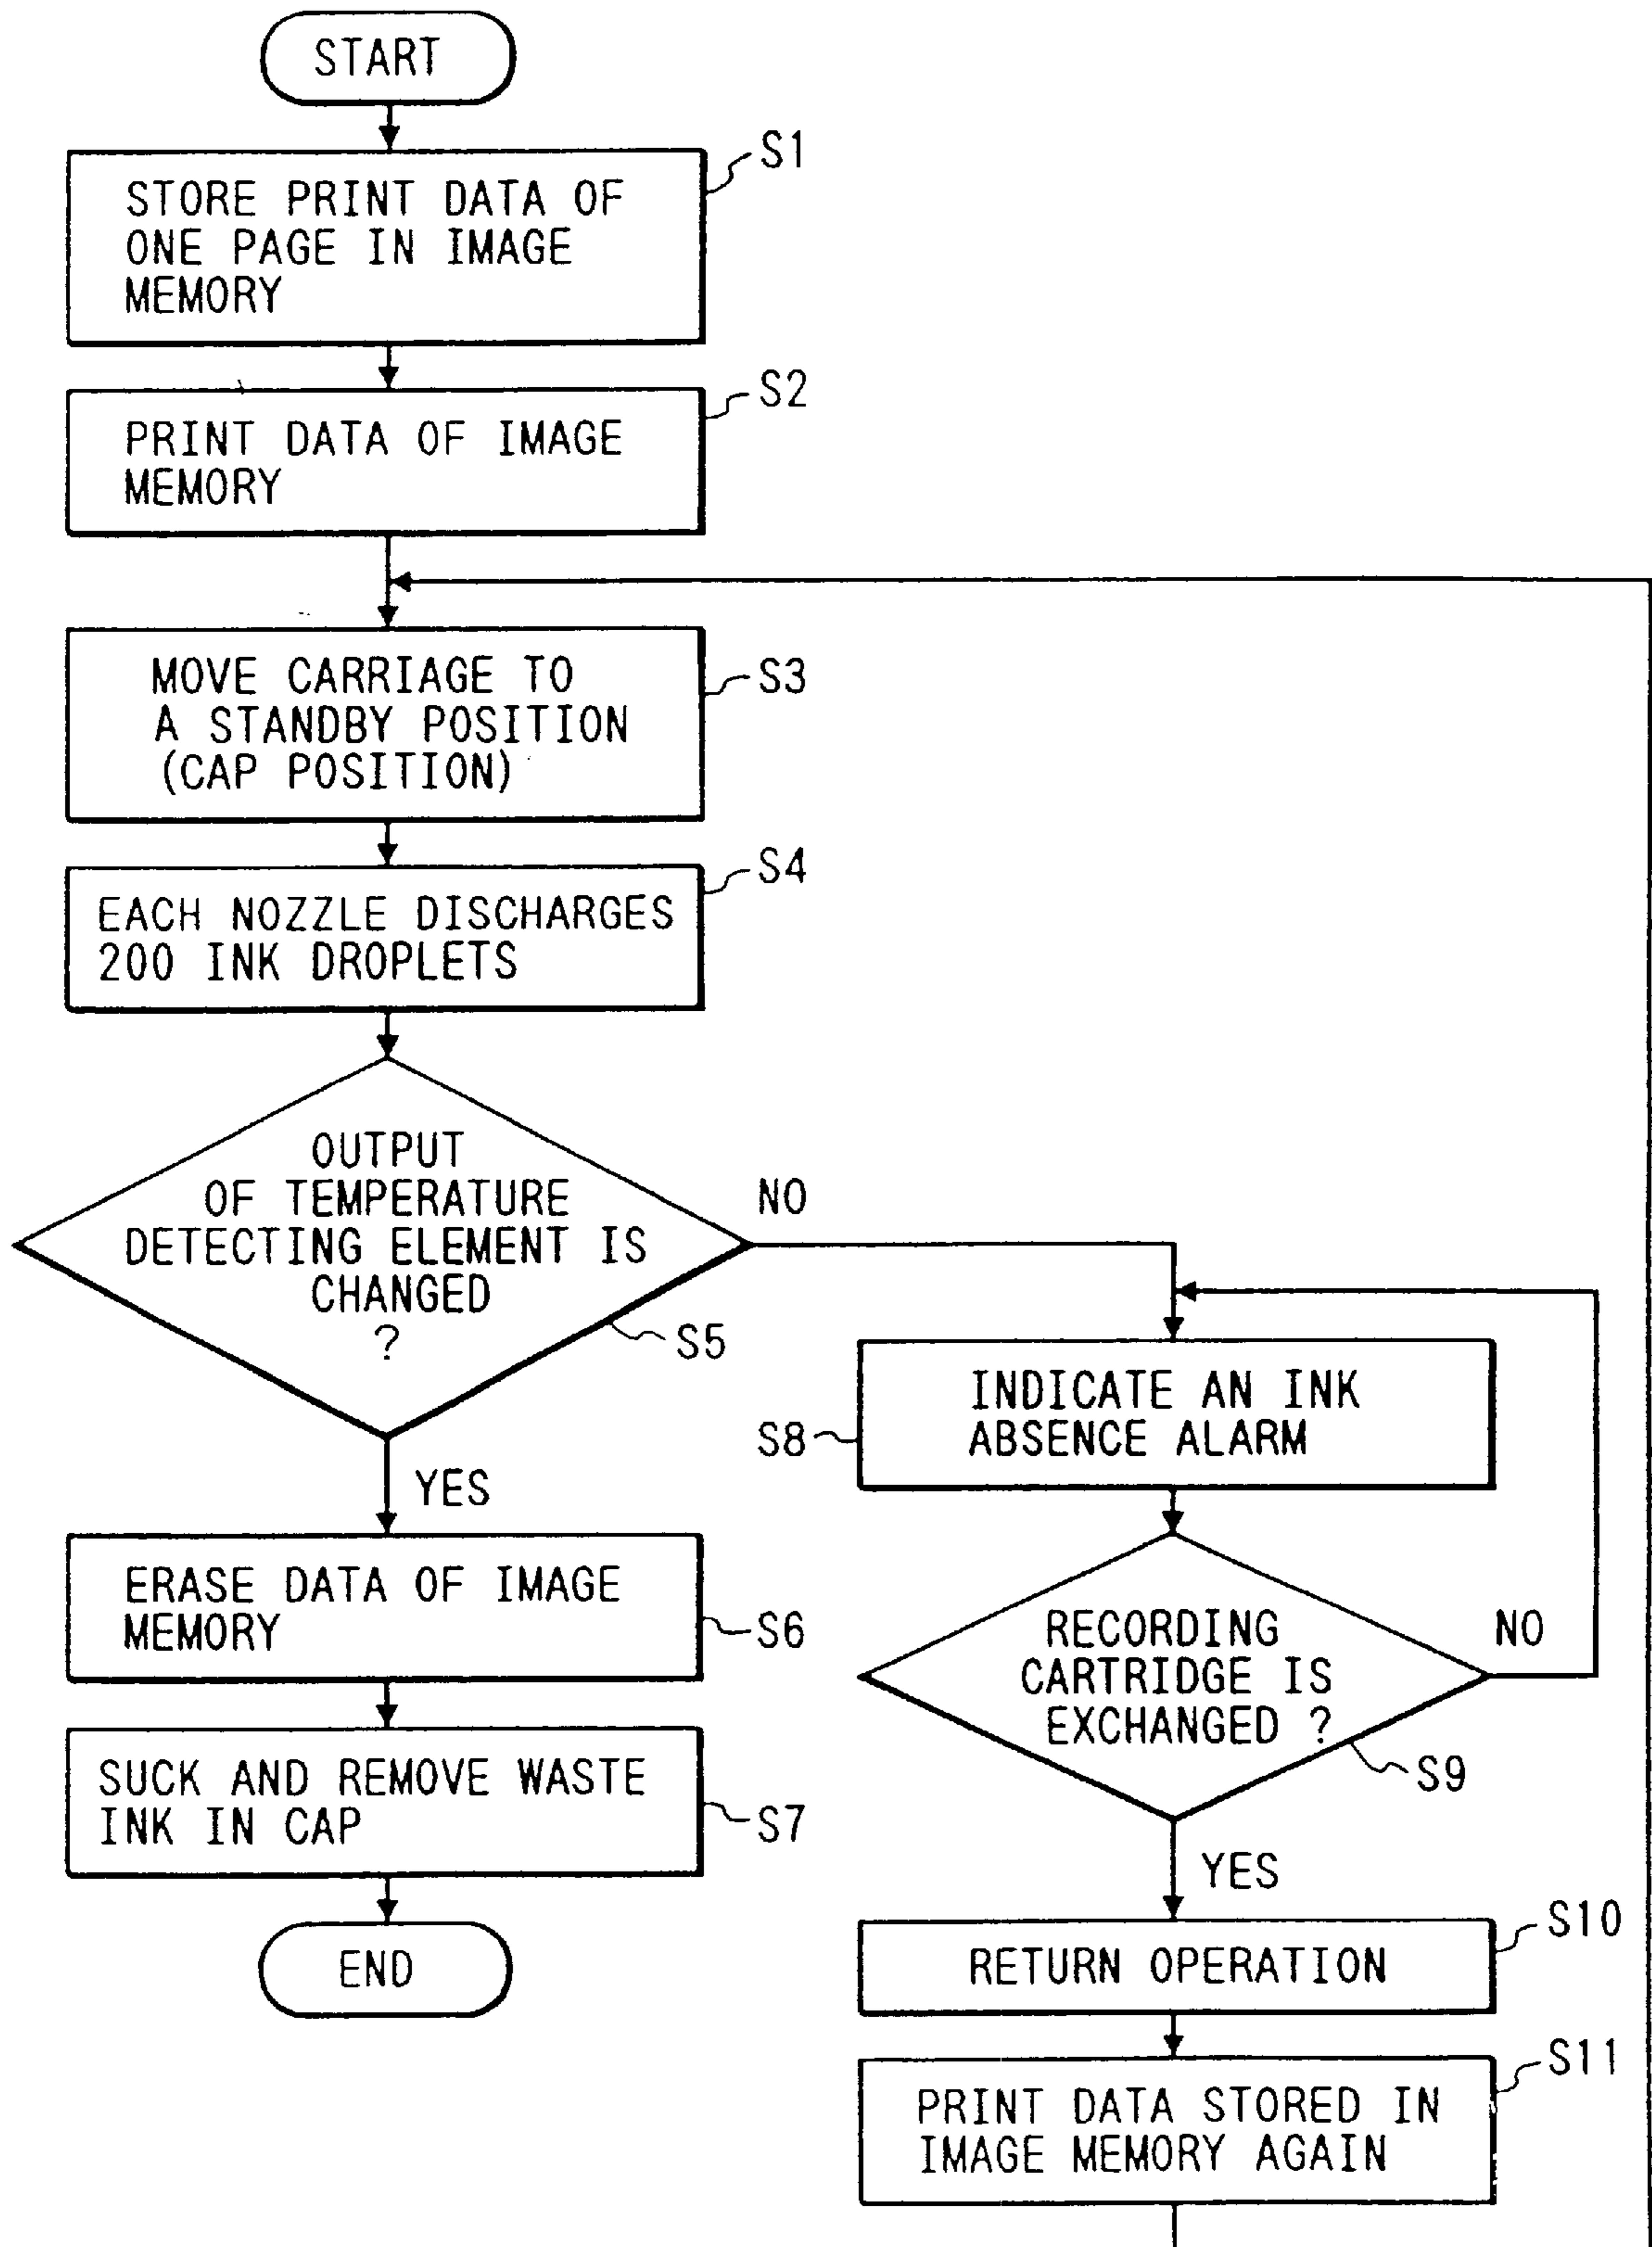 START
S1
STORE PRINT DATA OF
ONE PAGE IN IMAGE
MEMORY
S2
PRINT DATA OF IMAGE
MEMORY
S3
MOVE CARRIAGE TO
A STANDBY POSITION
(CAP POSITION)
S4
EACH NOZZLE DISCHARGES
200 INK DROPLETS
OUTPUT
OF TEMPERATURE
DETECTING ELEMENT IS
CHANGED
?
S5
NO
YES
ERASE DATA OF IMAGE
MEMORY
S6
SUCK AND REMOVE WASTE
INK IN CAP
S7
END
INDICATE AN INK
ABSENCE ALARM
S8
RECORDING
CARTRIDGE IS
EXCHANGED ?
NO
S9
YES
S10
RETURN OPERATION
S11
PRINT DATA STORED IN
IMAGE MEMORY AGAIN